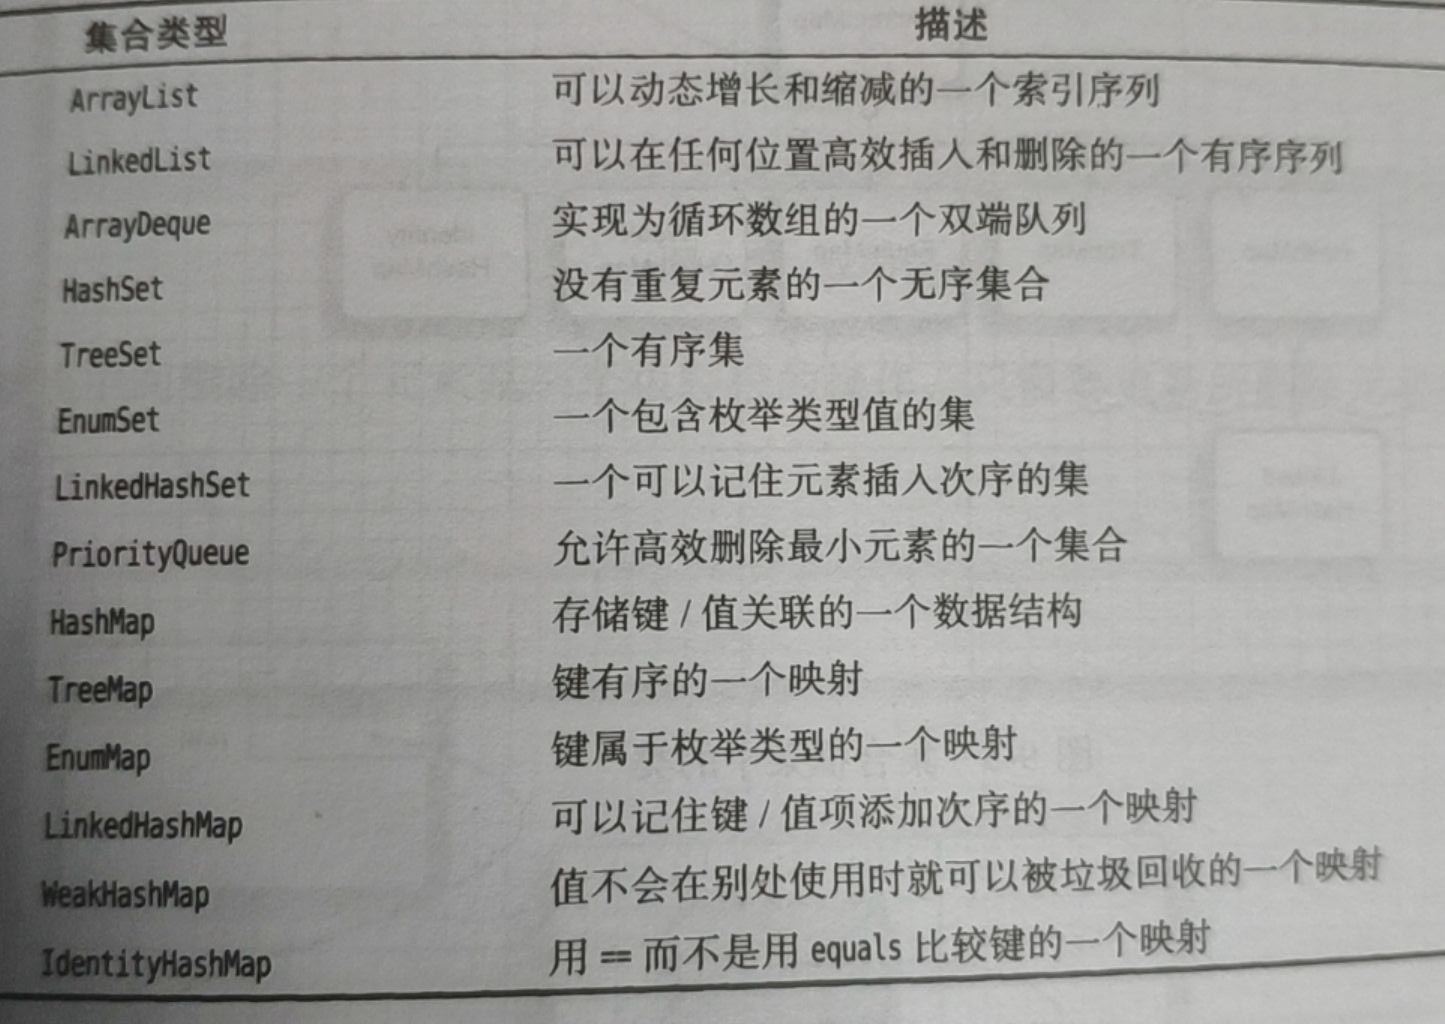 集合类型 描述
ArrayList 可以动态增长和缩减的一个索引序列
LinkedList 可以在任何位置高效插入和删除的一个有序序列
ArrayDeque 实现为循环数组的一个双端队列
HashSet 没有重复元素的一个无序集合
TreeSet 一个有序集
EnumSet 一个包含枚举类型值的集
LinkedHashSet 一个可以记住元素插入次序的集
PriorityQueue 允许高效删除最小元素的一个集合
HashMap 存储键 / 值关联的一个数据结构
TreeMap 键有序的一个映射
EnumMap 键属于枚举类型的一个映射
LinkedHashMap 可以记住键 / 值项添加次序的一个映射
WeakHashMap 值不会在别处使用时就可以被垃圾回收的一个映射
IdentityHashMap 用 == 而不是用 equals 比较键的一个映射